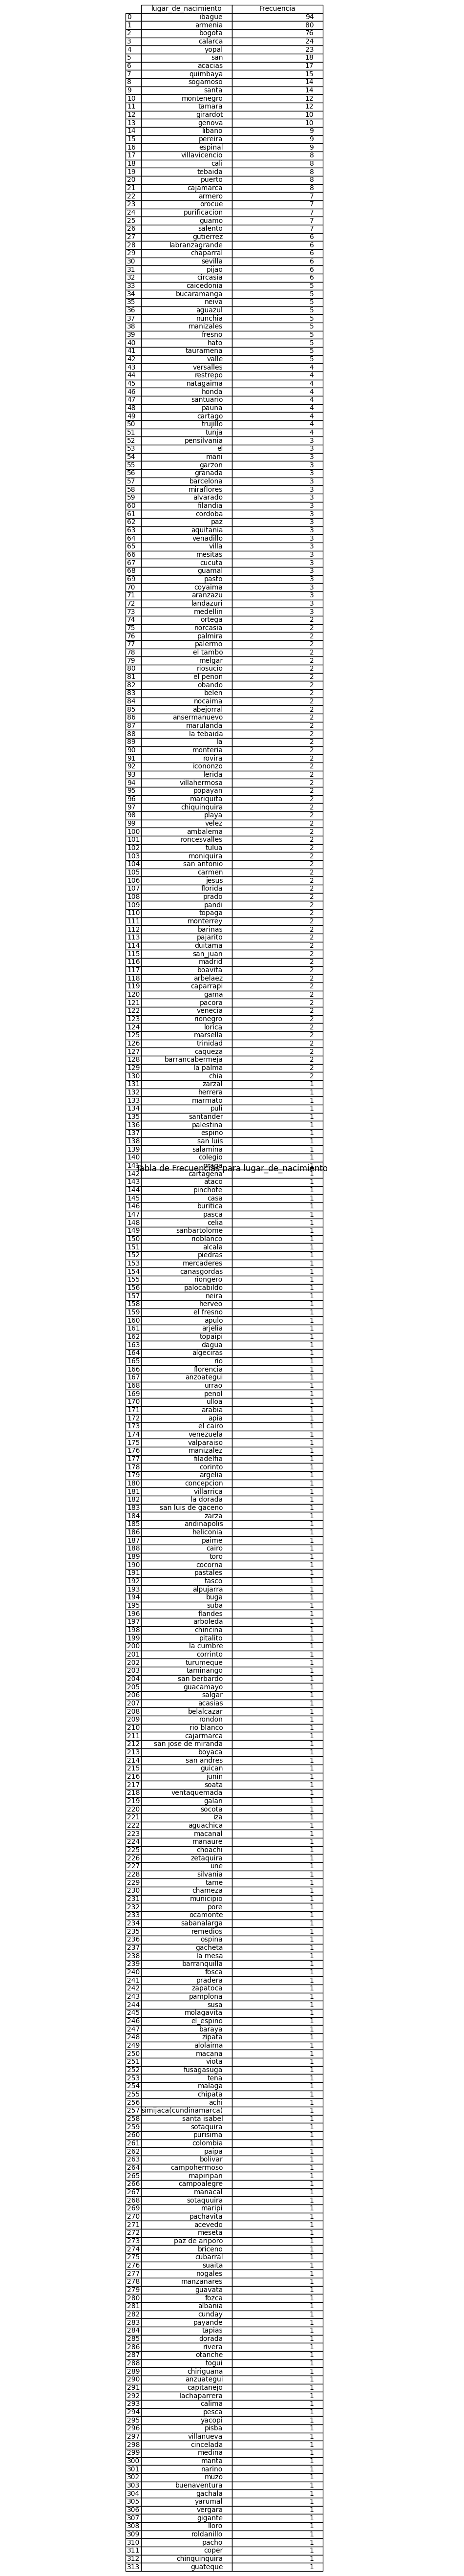 lugar_de_nacimiento Frecuencia
0 ibague 94
1 armenia 80
2 bogota 76
3 calarca 24
4 yopal 23
5 san 18
6 acacias 17
7 quimbaya 15
8 sogamoso 14
9 santa 14
10 montenegro 12
11 tamara 12
12 girardot 10
13 genova 10
14 libano 9
15 pereira 9
16 espinal 9
17 villavicencio 8
18 cali 8
19 tebaida 8
20 puerto 8
21 cajamarca 8
22 armero 7
23 orocue 7
24 purificacion 7
25 guamo 7
26 salento 7
27 gutierrez 6
28 labranzagrande 6
29 chaparral 6
30 sevilla 6
31 pijao 6
32 circasia 6
33 caicedonia 5
34 bucaramanga 5
35 neiva 5
36 aguazul 5
37 nunchia 5
38 manizales 5
39 fresno 5
40 hato 5
41 tauramena 5
42 valle 5
43 versalles 4
44 restrepo 4
45 natagaima 4
46 honda 4
47 santuario 4
48 pauna 4
49 cartago 4
50 trujillo 4
51 tunja 4
52 pensilvania 3
53 el 3
54 mani 3
55 garzon 3
56 granada 3
57 barcelona 3
58 miraflores 3
59 alvarado 3
60 filandia 3
61 cordoba 3
62 paz 3
63 aquitania 3
64 venadillo 3
65 villa 3
66 mesitas 3
67 cucuta 3
68 guamal 3
69 pasto 3
70 coyaima 3
71 aranzazu 3
72 landazuri 3
73 medellin 3
74 ortega 2
75 norcasia 2
76 palmira 2
77 palermo 2
78 el tambo 2
79 melgar 2
80 riosucio 2
81 el penon 2
82 obando 2
83 belen 2
84 nocaima 2
85 abejorral 2
86 ansermanuevo 2
87 marulanda 2
88 la tebaida 2
89 la 2
90 monteria 2
91 rovira 2
92 icononzo 2
93 lerida 2
94 villahermosa 2
95 popayan 2
96 mariquita 2
97 chiquinquira 2
98 playa 2
99 velez 2
100 ambalema 2
101 roncesvalles 2
102 tulua 2
103 moniquira 2
104 san antonio 2
105 carmen 2
106 jesus 2
107 florida 2
108 prado 2
109 pandi 2
110 topaga 2
111 monterrey 2
112 barinas 2
113 pajarito 2
114 duitama 2
115 san_juan 2
116 madrid 2
117 boavita 2
118 arbelaez 2
119 caparrapi 2
120 gama 2
121 pacora 2
122 venecia 2
123 rionegro 2
124 lorica 2
125 marsella 2
126 trinidad 2
127 caqueza 2
128 barrancabermeja 2
129 la palma 2
130 chia 2
131 zarzal 1
132 herrera 1
133 marmato 1
134 puli 1
135 santander 1
136 palestina 1
137 espino 1
138 san luis 1
139 salamina 1
140 colegio 1
141 1
Tabla de Frecuencias para lugar_de_nacimiento
142 cartagena 1
143 ataco 1
144 pinchote 1
145 casa 1
146 buritica 1
147 pasca 1
148 celia 1
149 sanbartolome 1
150 rioblanco 1
151 alcala 1
152 piedras 1
153 mercaderes 1
154 canasgordas 1
155 riongero 1
156 palocabildo 1
157 neira 1
158 herveo 1
159 el fresno 1
160 apulo 1
161 arjelia 1
162 topaipi 1
163 dagua 1
164 algeciras 1
165 rio 1
166 florencia 1
167 anzoategui 1
168 urrao 1
169 penol 1
170 ulloa 1
171 arabia 1
172 apia 1
173 el cairo 1
174 venezuela 1
175 valparaiso 1
176 manizalez 1
177 filadelfia 1
178 corinto 1
179 argelia 1
180 concepcion 1
181 villarrica 1
182 la dorada 1
183 san luis de gaceno 1
184 zarza 1
185 andinapolis 1
186 heliconia 1
187 paime 1
188 cairo 1
189 toro 1
190 cocorna 1
191 pastales 1
192 tasco 1
193 alpujarra 1
194 buga 1
195 suba 1
196 flandes 1
197 arboleda 1
198 chincina 1
199 pitalito 1
200 la cumbre 1
201 corrinto 1
202 turumeque 1
203 taminango 1
204 san berbardo 1
205 guacamayo 1
206 salgar 1
207 acasias 1
208 belalcazar 1
209 rondon 1
210 rio blanco 1
211 cajarmarca 1
212 san jose de miranda 1
213 boyaca 1
214 san andres 1
215 guican 1
216 junin 1
217 soata 1
218 ventaquemada 1
219 galan 1
220 socota 1
221 iza 1
222 aguachica 1
223 macanal 1
224 manaure 1
225 choachi 1
226 zetaquira 1
227 une 1
228 silvania 1
229 tame 1
230 chameza 1
231 municipio 1
232 pore 1
233 ocamonte 1
234 sabanalarga 1
235 remedios 1
236 ospina 1
237 gacheta 1
238 la mesa 1
239 barranquilla 1
240 fosca 1
241 pradera 1
242 zapatoca 1
243 pamplona 1
244 susa 1
245 molagavita 1
246 el_espino 1
247 baraya 1
248 zipata 1
249 alolaima 1
250 macana 1
251 viota 1
252 fusagasuga 1
253 tena 1
254 malaga 1
255 chipata 1
256 achi 1
257 simijaca(cundinamarca) 1
258 santa isabel 1
259 sotaquira 1
260 purisima 1
261 colombia 1
262 paipa 1
263 bolivar 1
264 campohermoso 1
265 mapiripan 1
266 campoalegre 1
267 manacal 1
268 sotaquuira 1
269 maripi 1
270 pachavita 1
271 acevedo 1
272 meseta 1
273 paz de ariporo 1
274 briceno 1
275 cubarral 1
276 suaita 1
277 nogales 1
278 manzanares 1
279 guavata 1
280 fozca 1
281 albania 1
282 cunday 1
283 payande 1
284 tapias 1
285 dorada 1
286 rivera 1
287 otanche 1
288 togui 1
289 chiriguana 1
290 anzuategui 1
291 capitanejo 1
292 lachaparrera 1
293 calima 1
294 pesca 1
295 yacopi 1
296 pisba 1
297 villanueva 1
298 cincelada 1
299 medina 1
300 manta 1
301 narino 1
302 muzo 1
303 buenaventura 1
304 gachala 1
305 yarumal 1
306 vergara 1
307 gigante 1
308 lloro 1
309 roldanillo 1
310 pacho 1
311 coper 1
312 chinquinquira 1
313 guateque 1